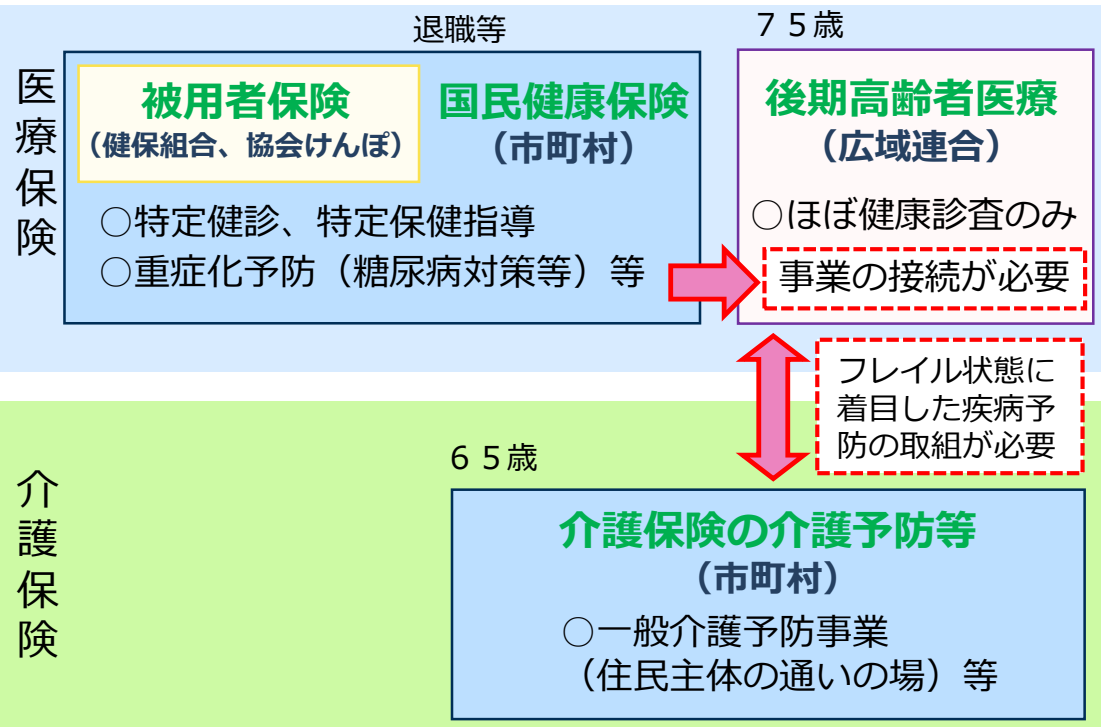 退職等
７５歳
医療保険
被用者保険
（健保組合、協会けんぽ）
国民健康保険
（市町村）
○特定健診、特定保健指導
○重症化予防（糖尿病対策等）等
後期高齢者医療
（広域連合）
○ほぼ健康診査のみ
事業の接続が必要
フレイル状態に
着目した疾病予
防の取組が必要
介護保険
６５歳
介護保険の介護予防等
（市町村）
○一般介護予防事業
（住民主体の通いの場）等